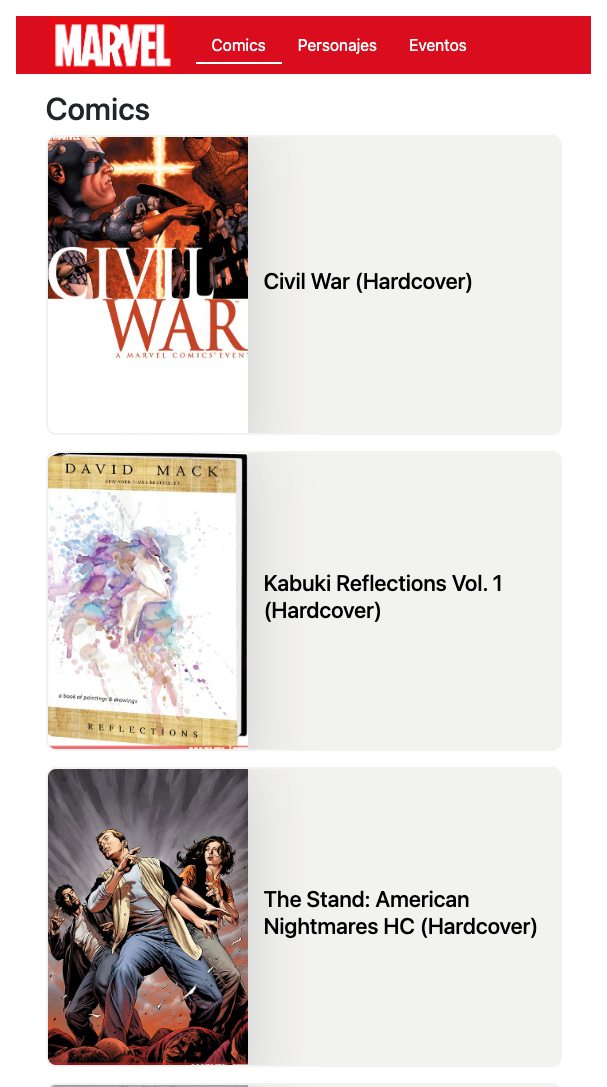 MARVEL
Comics Personajes Eventos
Comics
CIVIL
WAR
A MARVEL COMICS EVEN
Civil War (Hardcover)
DAVID MACK
NEW YORK TIMES BESTSELLER
a book of paintings & drawings
REFLECTIONS
Kabuki Reflections Vol. 1
(Hardcover)
The Stand: American
Nightmares HC (Hardcover)